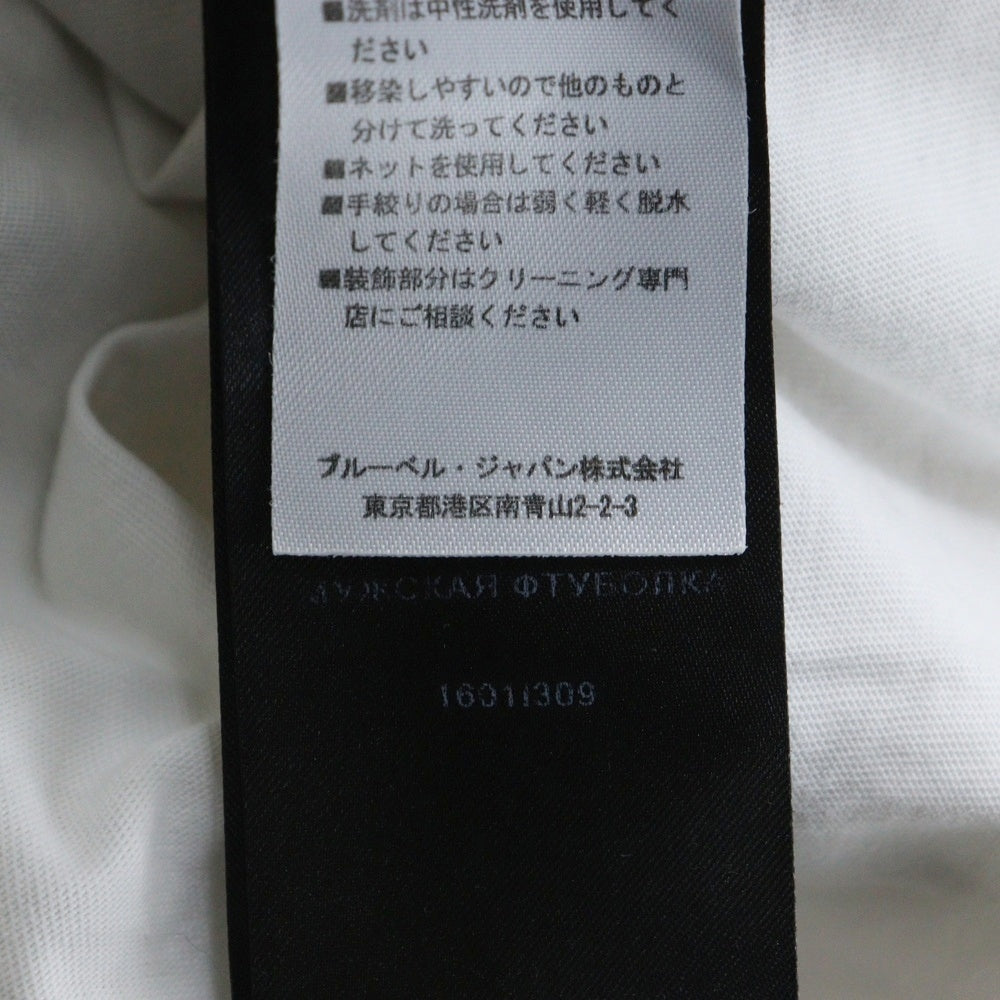 ■洗剤は中性洗剤を使用してく
ださい
■移染しやすいので他のものと
分けて洗ってください
■ネットを使用してください
■手絞りの場合は弱く軽く脱水
してください
■装飾部分はクリーニング専門
店にご相談ください
ブルーベル・ジャパン株式会社
東京都港区南青山2-2-3
МУЖСКАЯ ФТУБОЛКА
1601I309